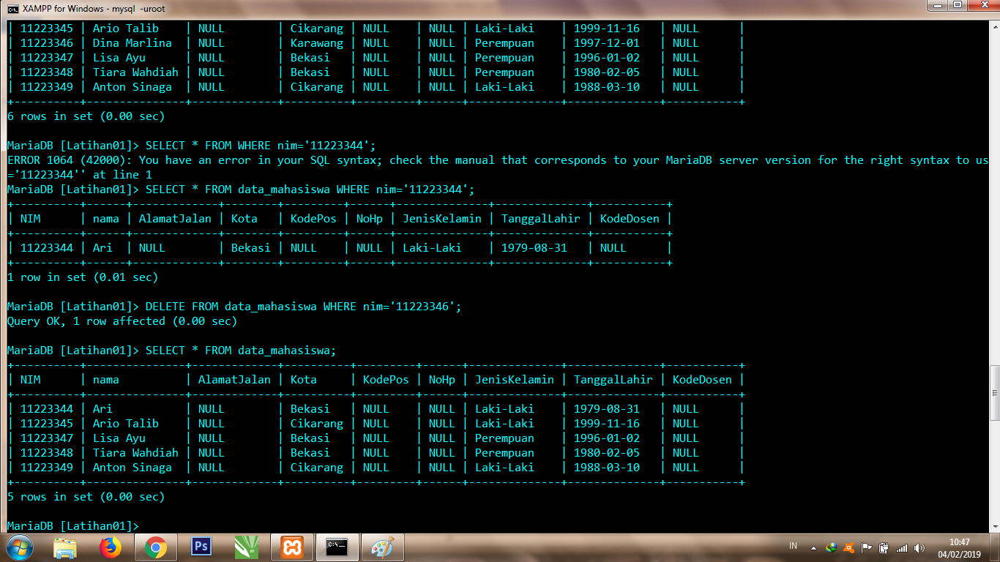 XAMPP for Windows - mysql -uroot
| 11223345 | Ario Talib | NULL | Cikarang | NULL | NULL | Laki-Laki | 1999-11-16 | NULL |
| 11223346 | Dina Marlina | NULL | Karawang | NULL | NULL | Perempuan | 1997-12-01 | NULL |
| 11223347 | Lisa Ayu | NULL | Bekasi | NULL | NULL | Perempuan | 1996-01-02 | NULL |
| 11223348 | Tiara Wahdiah | NULL | Bekasi | NULL | NULL | Perempuan | 1980-02-05 | NULL |
| 11223349 | Anton Sinaga | NULL | Cikarang | NULL | NULL | Laki-Laki | 1988-03-10 | NULL |
+----------+---------------+-------------+----------+---------+------+--------------+--------------+-----------+
6 rows in set (0.00 sec)
MariaDB [Latihan01]> SELECT * FROM WHERE nim='11223344';
ERROR 1064 (42000): You have an error in your SQL syntax; check the manual that corresponds to your MariaDB server version for the right syntax to us
='11223344'' at line 1
MariaDB [Latihan01]> SELECT * FROM data_mahasiswa WHERE nim='11223344';
+----------+------+-------------+--------+---------+------+--------------+--------------+-----------+
| NIM | nama | AlamatJalan | Kota | KodePos | NoHp | JenisKelamin | TanggalLahir | KodeDosen |
+----------+------+-------------+--------+---------+------+--------------+--------------+-----------+
| 11223344 | Ari | NULL | Bekasi | NULL | NULL | Laki-Laki | 1979-08-31 | NULL |
+----------+------+-------------+--------+---------+------+--------------+--------------+-----------+
1 row in set (0.01 sec)
MariaDB [Latihan01]> DELETE FROM data_mahasiswa WHERE nim='11223346';
Query OK, 1 row affected (0.00 sec)
MariaDB [Latihan01]> SELECT * FROM data_mahasiswa;
+----------+---------------+-------------+----------+---------+------+--------------+--------------+-----------+
| NIM | nama | AlamatJalan | Kota | KodePos | NoHp | JenisKelamin | TanggalLahir | KodeDosen |
+----------+---------------+-------------+----------+---------+------+--------------+--------------+-----------+
| 11223344 | Ari | NULL | Bekasi | NULL | NULL | Laki-Laki | 1979-08-31 | NULL |
| 11223345 | Ario Talib | NULL | Cikarang | NULL | NULL | Laki-Laki | 1999-11-16 | NULL |
| 11223347 | Lisa Ayu | NULL | Bekasi | NULL | NULL | Perempuan | 1996-01-02 | NULL |
| 11223348 | Tiara Wahdiah | NULL | Bekasi | NULL | NULL | Perempuan | 1980-02-05 | NULL |
| 11223349 | Anton Sinaga | NULL | Cikarang | NULL | NULL | Laki-Laki | 1988-03-10 | NULL |
+----------+---------------+-------------+----------+---------+------+--------------+--------------+-----------+
5 rows in set (0.00 sec)
MariaDB [Latihan01]>
Ps
IN
10:47
04/02/2019